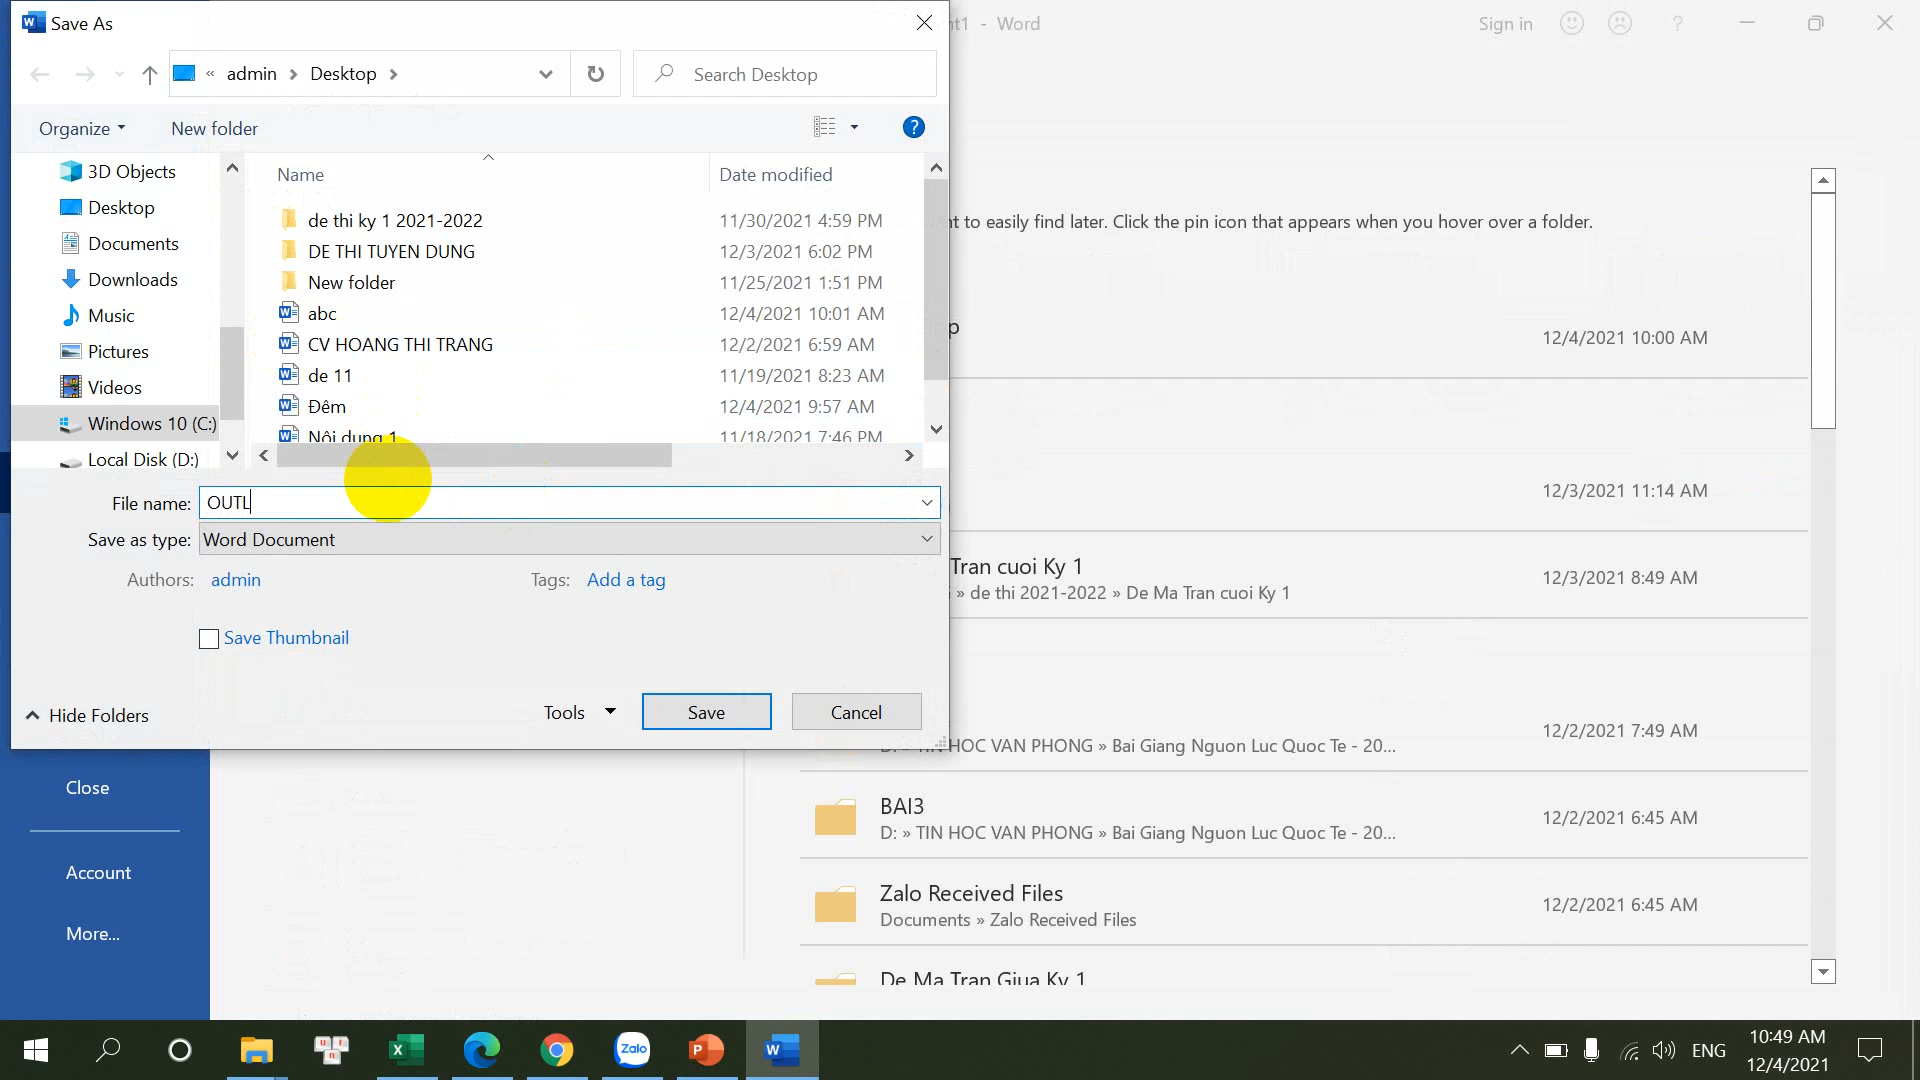 Save As
nt1 - Word
Sign in
?
« admin > Desktop >
Search Desktop
Organize
New folder
?
3D Objects
Desktop
Documents
Downloads
Music
Pictures
Videos
Windows 10 (C:)
Local Disk (D:)
Name
Date modified
de thi ky 1 2021-2022
11/30/2021 4:59 PM
DE THI TUYEN DUNG
12/3/2021 6:02 PM
New folder
11/25/2021 1:51 PM
abc
12/4/2021 10:01 AM
CV HOANG THI TRANG
12/2/2021 6:59 AM
de 11
11/19/2021 8:23 AM
Đêm
12/4/2021 9:57 AM
Nôi dung 1
11/18/2021 7:46 PM
File name: OUTL
Save as type: Word Document
Authors: admin
Tags: Add a tag
Save Thumbnail
Hide Folders
Tools
Save
Cancel
nt to easily find later. Click the pin icon that appears when you hover over a folder.
p
12/4/2021 10:00 AM
12/3/2021 11:14 AM
Tran cuoi Ky 1
» de thi 2021-2022 » De Ma Tran cuoi Ky 1
12/3/2021 8:49 AM
D: » TIN HOC VAN PHONG » Bai Giang Nguon Luc Quoc Te - 20...
12/2/2021 7:49 AM
BAI3
D: » TIN HOC VAN PHONG » Bai Giang Nguon Luc Quoc Te - 20...
12/2/2021 6:45 AM
Zalo Received Files
Documents » Zalo Received Files
12/2/2021 6:45 AM
De Ma Tran Giua Ky 1
Close
Account
More...
Zalo
ENG
10:49 AM
12/4/2021